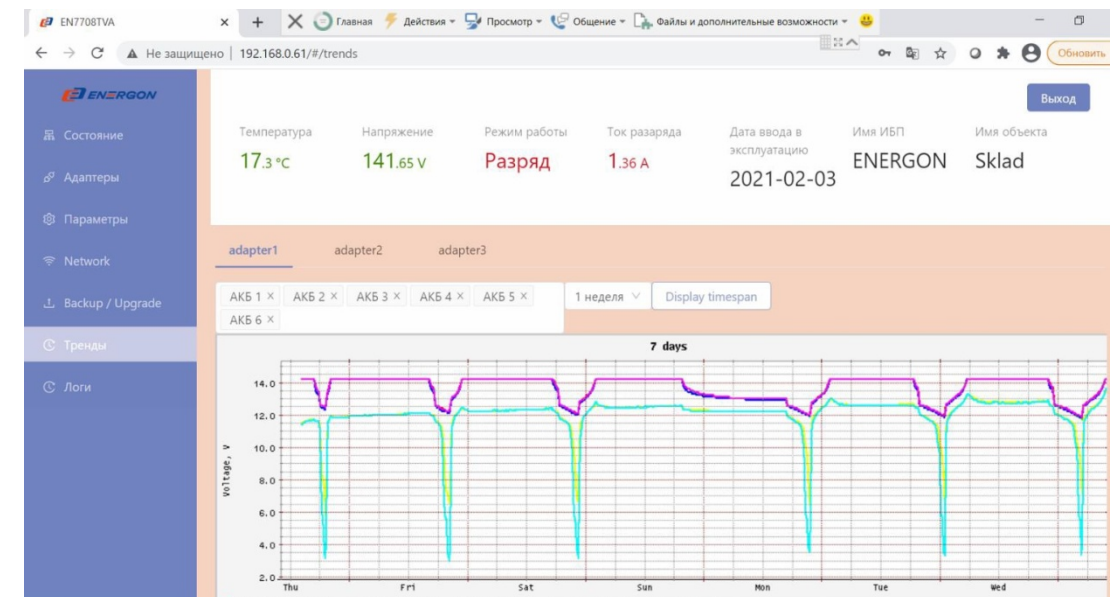 EN7708TVA
Главная
Действия
Просмотр
Общение
Файлы и дополнительные возможности
Не защищено
192.168.0.61/#/trends
Обновить
ENERGON
Выход
Состояние
Адаптеры
Параметры
Network
Backup / Upgrade
Тренды
Логи
Температура
17.3 °C
Напряжение
141.65 V
Режим работы
Разряд
Ток разаряда
1.36 A
Дата ввода в
эксплуатацию
2021-02-03
Имя ИБП
ENERGON
Имя объекта
Sklad
adapter1 adapter2 adapter3
АКБ 1 × АКБ 2 × АКБ 3 × АКБ 4 × АКБ 5 ×
АКБ 6 ×
1 неделя
Display timespan
7 days
Voltage, V
14.0
12.0
10.0
8.0
6.0
4.0
2.0
Thu Fri Sat Sun Mon Tue Wed